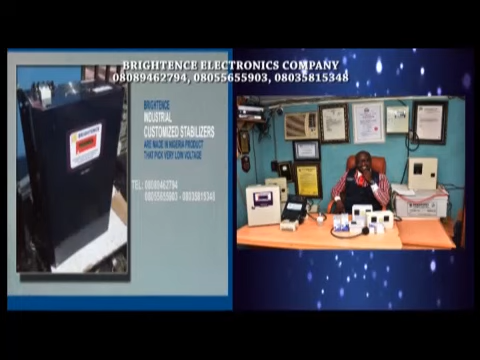 BRIGHTENCE ELECTRONICS COMPANY
08089462794, 08055655903, 08035815348
BRIGHTENCE
INDUSTRIAL
CUSTOMIZED STABILIZERS
ARE MADE IN NIGERIA PRODUCT
THAT PICK VERY LOW VOLTAGE
TEL: 08089462794
08055655903 - 08035815348
BRIGHTENCE